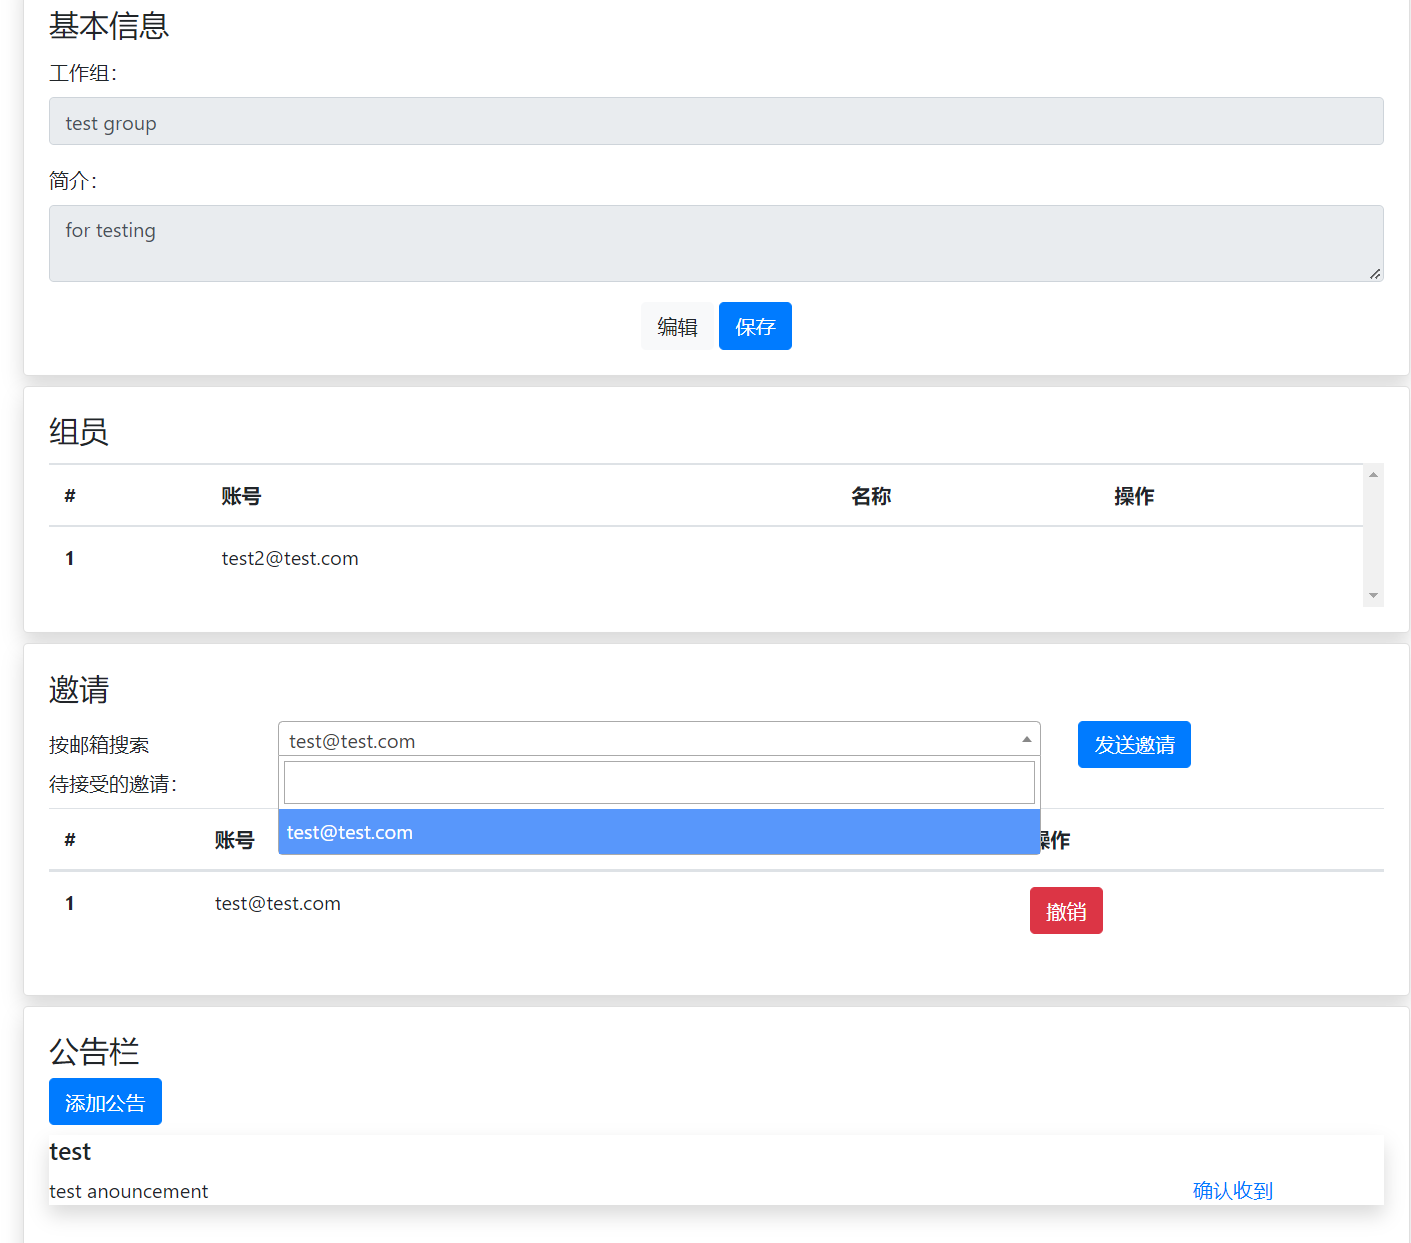 基本信息
工作组：
test group
简介：
for testing
编辑 保存
组员
# 账号 名称 操作
1 test2@test.com
邀请
按邮箱搜索 test@test.com 发送邀请
待接受的邀请：
test@test.com
# 账号 操作
1 test@test.com 撤销
公告栏
添加公告
test
test anouncement 确认收到